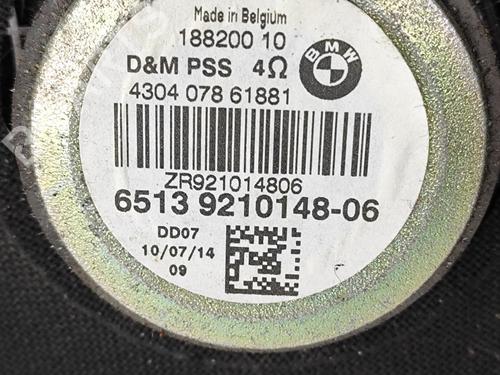 Made in Belgium
188200 10
BMW
D&M PSS 4Ω
4304 078 61881
ZR921014806
6513 9210148-06
DD07
10/07/14
09